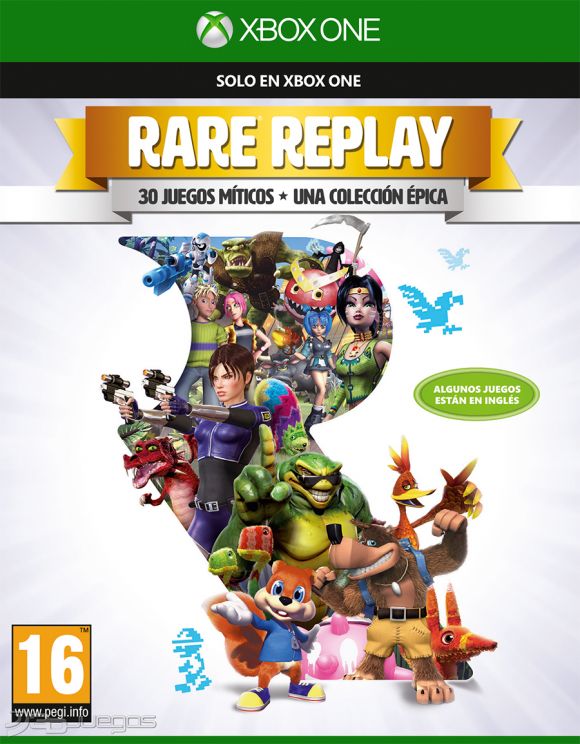 XBOX ONE
SOLO EN XBOX ONE
RARE REPLAY
30 JUEGOS MÍTICOS ★ UNA COLECCIÓN ÉPICA
ALGUNOS JUEGOS
ESTÁN EN INGLÉS
16™
www.pegi.info